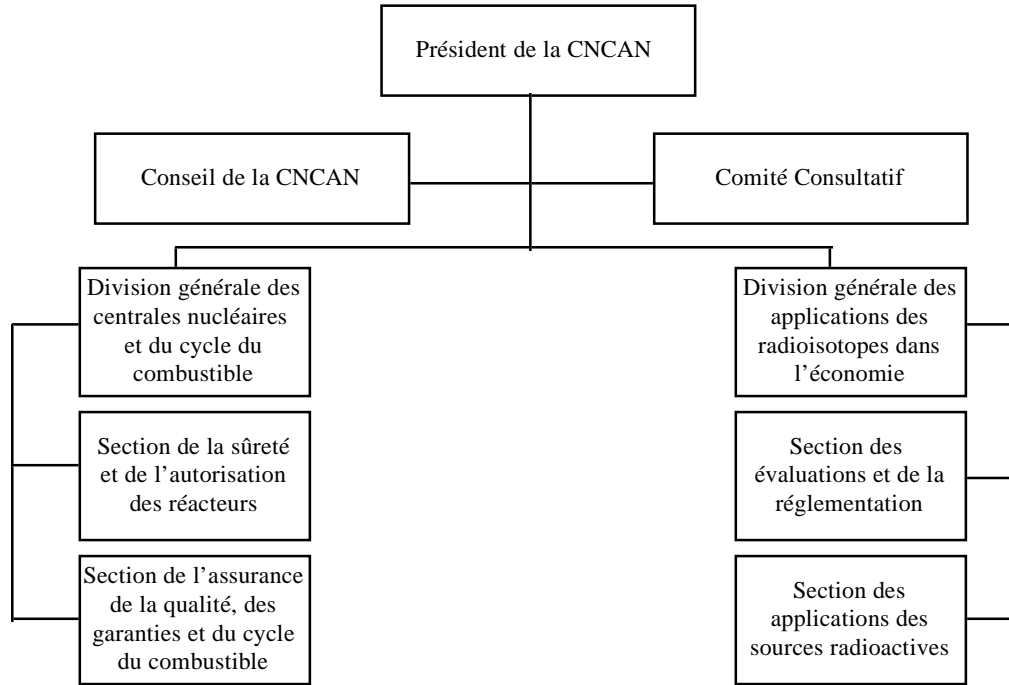 Président de la CNCAN
Conseil de la CNCAN
Comité Consultatif
Division générale des
centrales nucléaires
et du cycle du
combustible
Division générale des
applications des
radioisotopes dans
l’économie
Section de la sûreté
et de l’autorisation
des réacteurs
Section des
évaluations et de la
réglementation
Section de l’assurance
de la qualité, des
garanties et du cycle
du combustible
Section des
applications des
sources radioactives